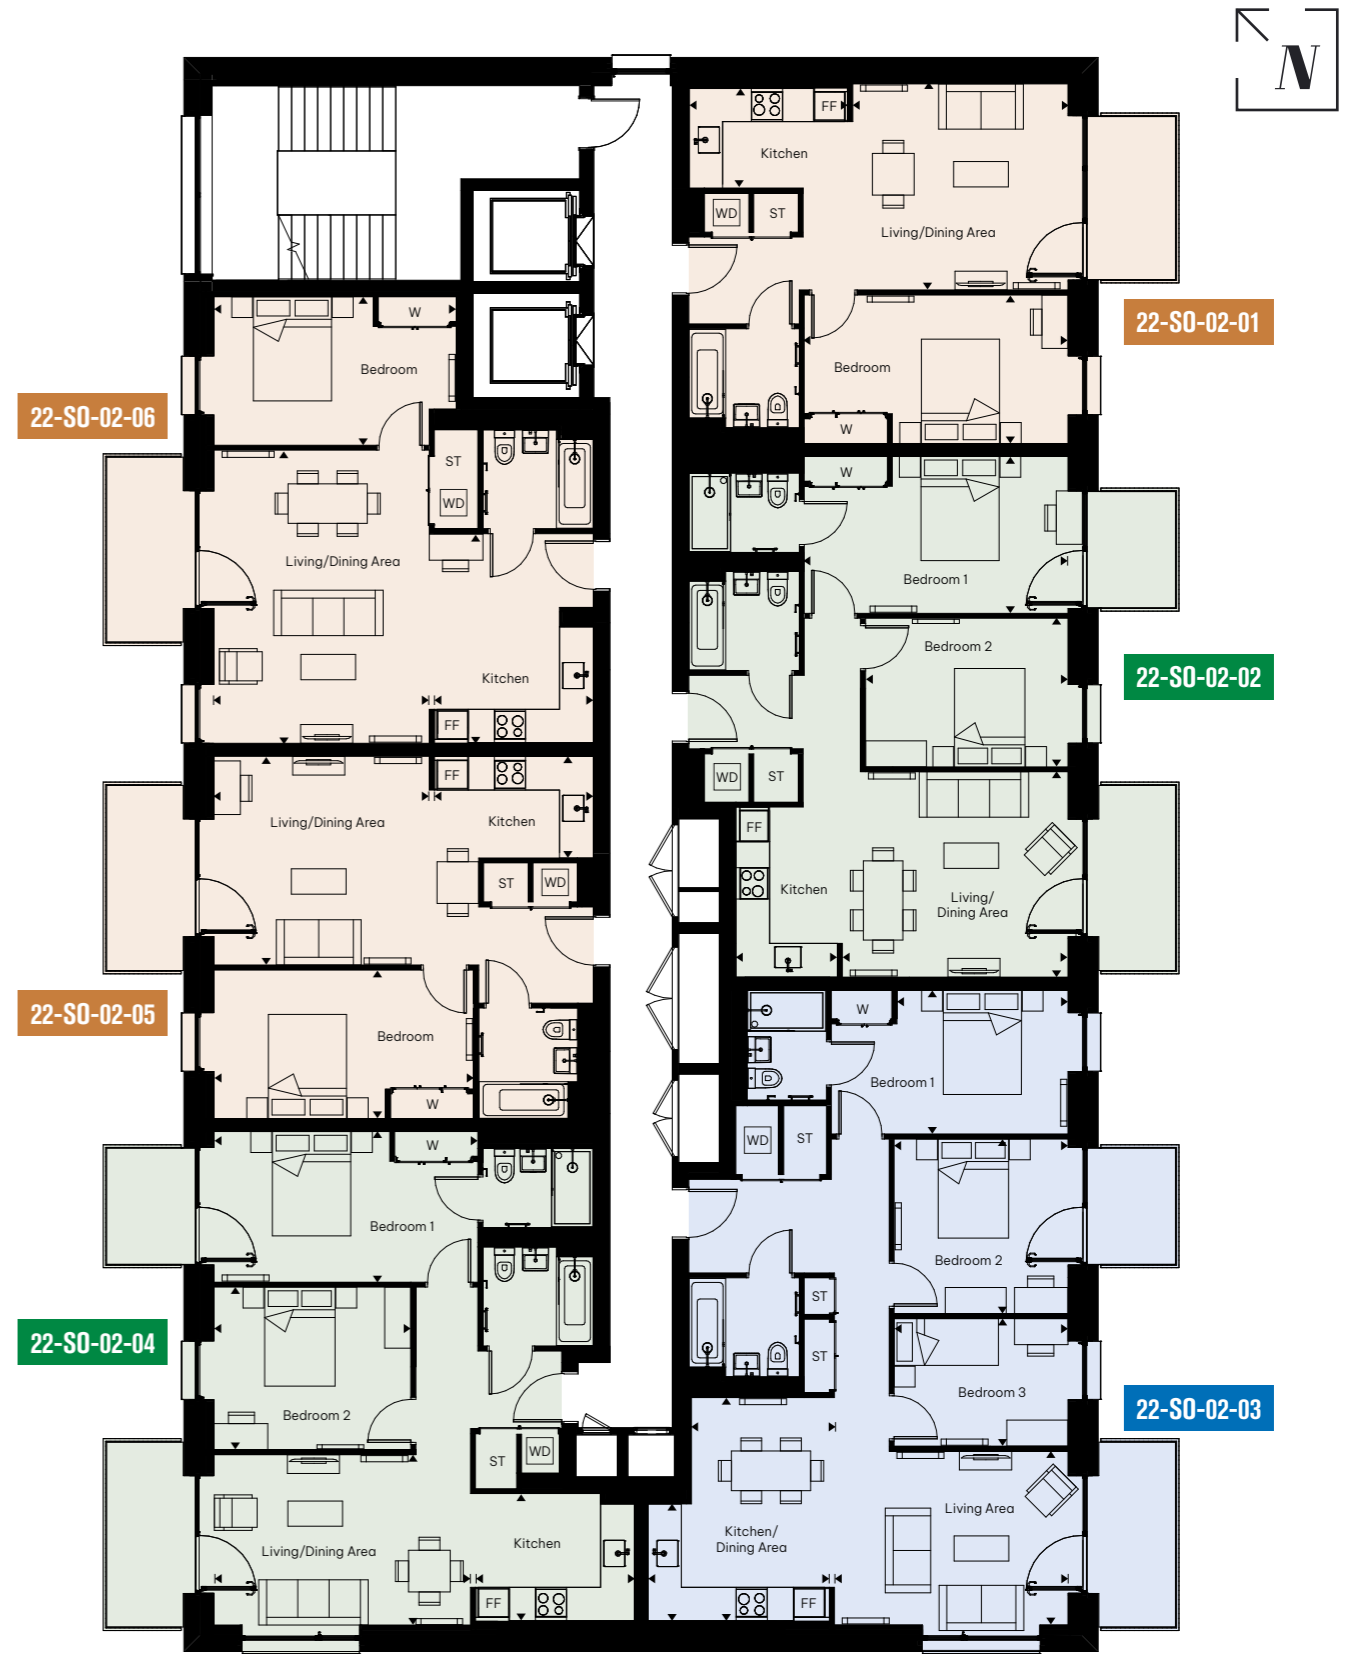 N
Kitchen
FF
WD
ST
Living/Dining Area
22-SO-02-01
Bedroom
W
W
Bedroom
22-SO-02-06
ST
WD
Living/Dining Area
Kitchen
FF
W
Bedroom 1
Bedroom 2
22-SO-02-02
WD
ST
FF
Kitchen
Living/
Dining Area
FF
Living/Dining Area
Kitchen
ST
WD
22-SO-02-05
Bedroom
W
W
Bedroom 1
WD
ST
Bedroom 2
ST
ST
Bedroom 3
22-SO-02-03
Living Area
Kitchen/
Dining Area
FF
W
Bedroom 1
22-SO-02-04
Bedroom 2
ST
WD
Living/Dining Area
Kitchen
FF